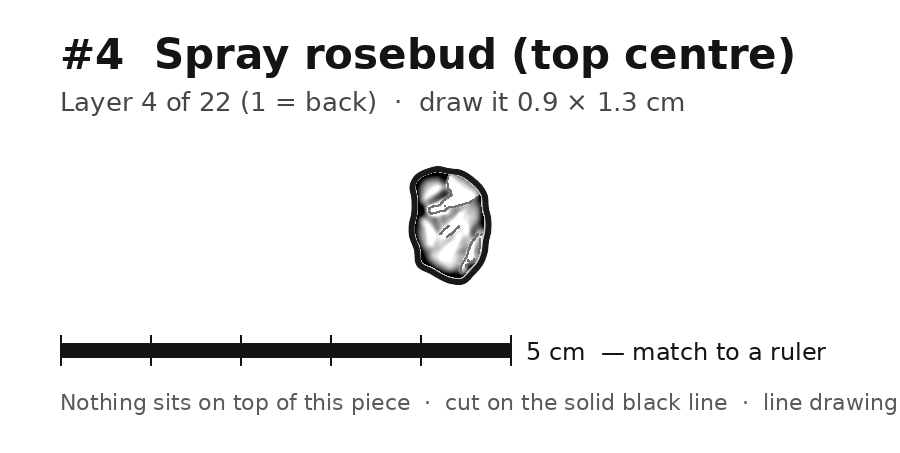 #4 Spray rosebud (top centre)
Layer 4 of 22 (1 = back) · draw it 0.9 × 1.3 cm
5 cm — match to a ruler
Nothing sits on top of this piece · cut on the solid black line · line drawing